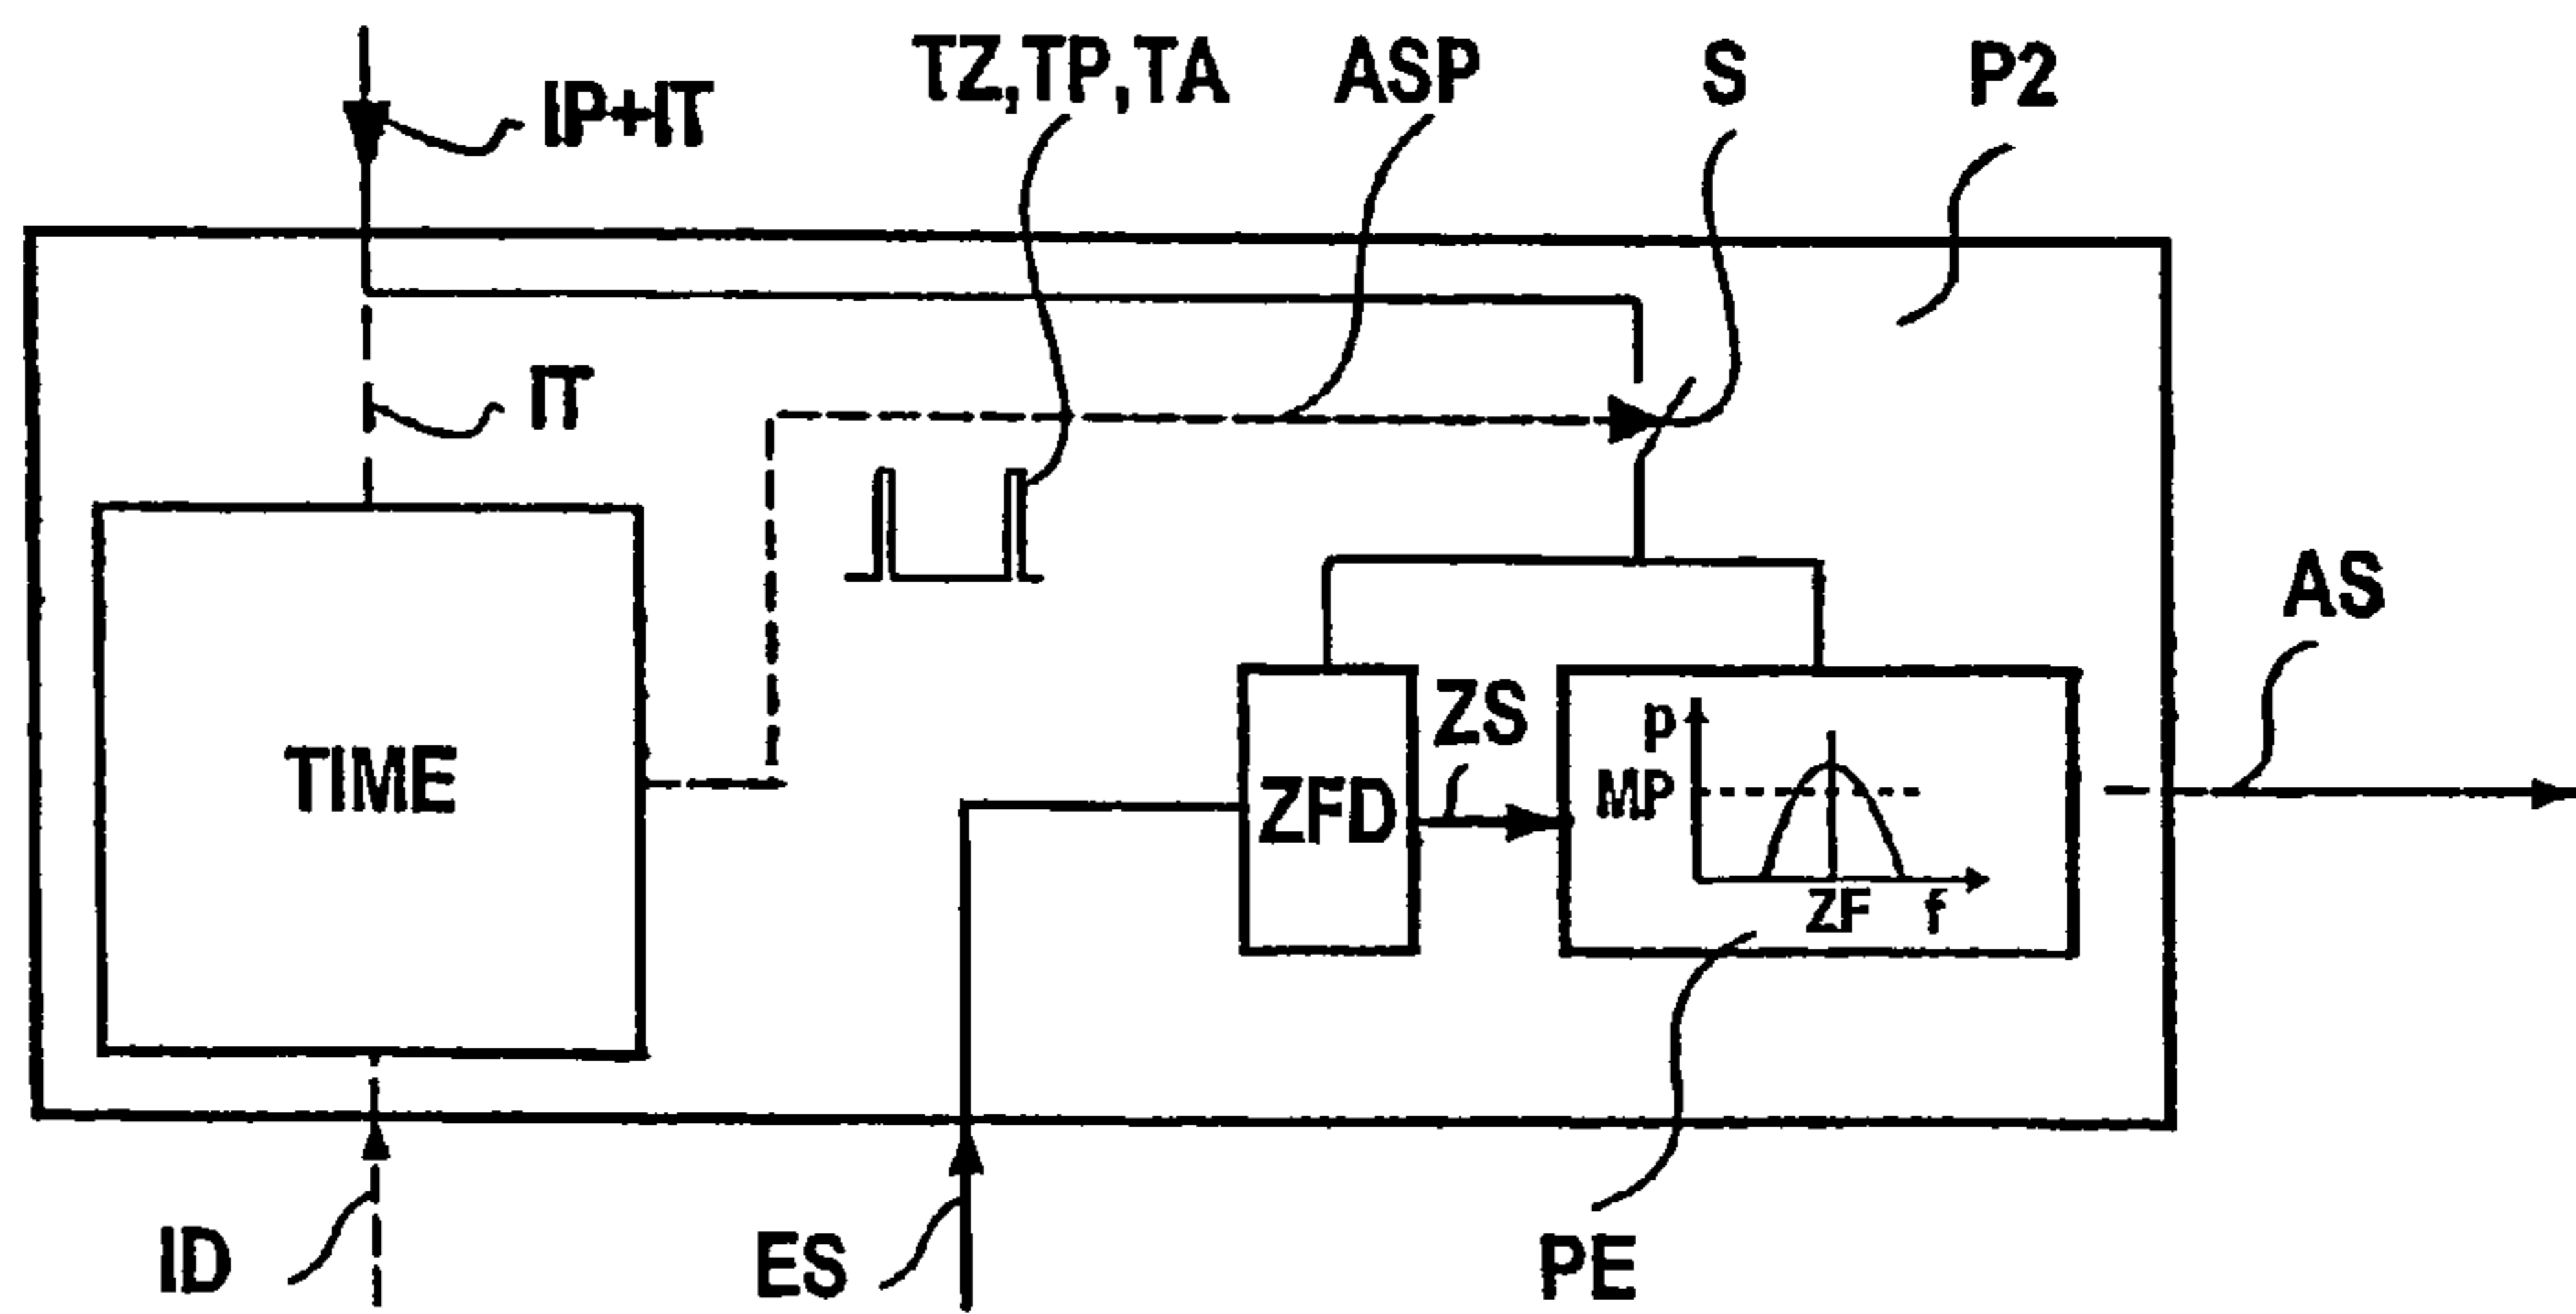 TZ,TP,TA
ASP
S
P2
IP+IT
IT
AS
TIME
ZFD
ZS
p
MP
ZF
f
ID
ES
PE